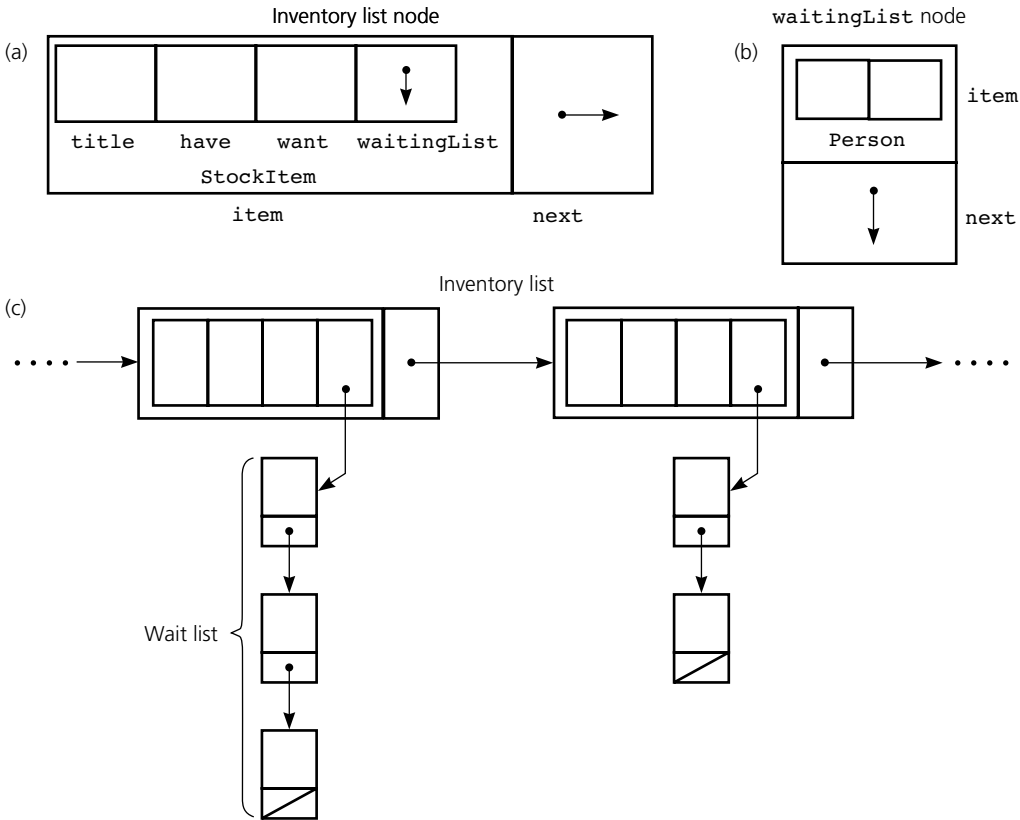 Inventory list node
(a)
title have want waitingList
StockItem
item next
waitingList node
(b)
item
Person
next
Inventory list
(c)
Wait list